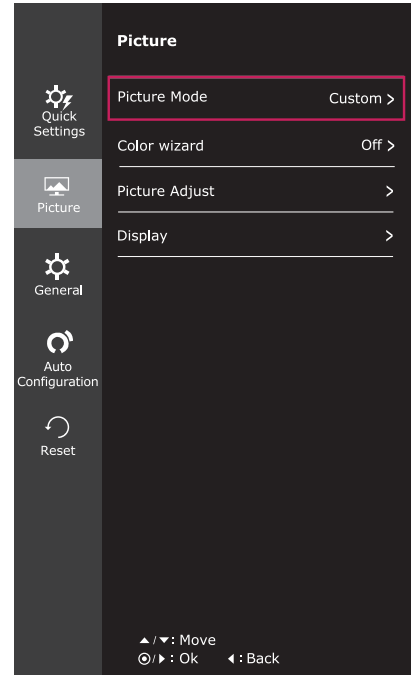 Picture
Quick
Settings
Picture
General
Auto
Configuration
Reset
Picture Mode Custom >
Color wizard Off >
Picture Adjust >
Display >
▲/▼: Move
◉/▶ : Ok ◀ : Back